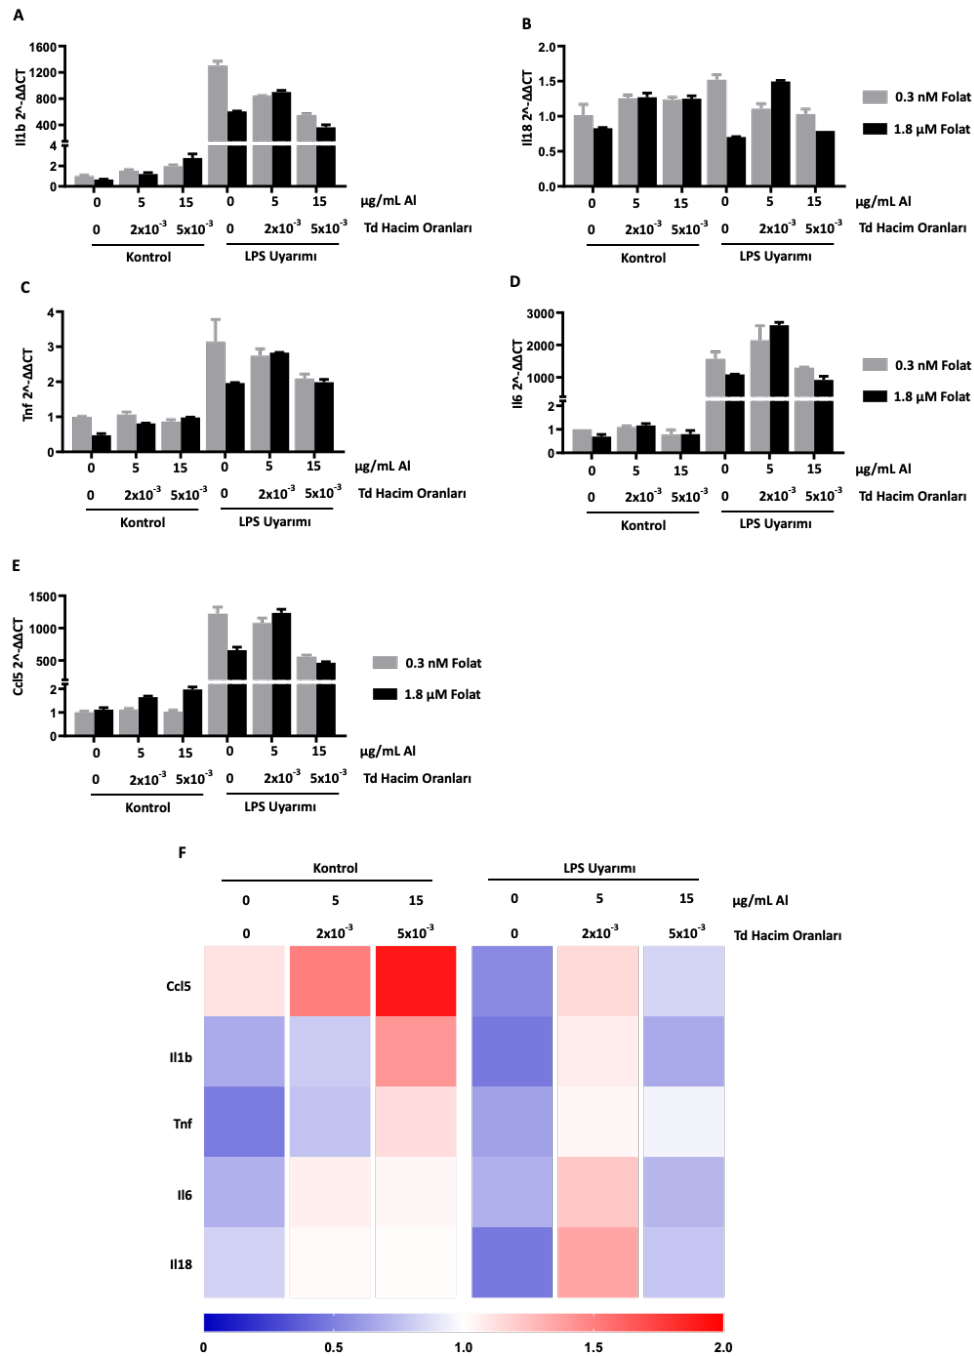 A
Il1b 2^-ΔΔCT
1600
1200
800
400
4
2
0
0 5 15 0 5 15 µg/mL Al
0 2x10-3 5x10-3 0 2x10-3 5x10-3 Td Hacim Oranları
Kontrol LPS Uyarımı
B
Il18 2^-ΔΔCT
2.0
1.5
1.0
0.5
0.0
0.3 nM Folat
1.8 µM Folat
0 5 15 0 5 15 µg/mL Al
0 2x10-3 5x10-3 0 2x10-3 5x10-3 Td Hacim Oranları
Kontrol LPS Uyarımı
C
Tnf 2^-ΔΔCT
4
3
2
1
0
0 5 15 0 5 15 µg/mL Al
0 2x10-3 5x10-3 0 2x10-3 5x10-3 Td Hacim Oranları
Kontrol LPS Uyarımı
D
Il6 2^-ΔΔCT
3000
2000
1000
2
1
0
0.3 nM Folat
1.8 µM Folat
0 5 15 0 5 15 µg/mL Al
0 2x10-3 5x10-3 0 2x10-3 5x10-3 Td Hacim Oranları
Kontrol LPS Uyarımı
E
Ccl5 2^-ΔΔCT
1500
1000
500
2
1
0
0.3 nM Folat
1.8 µM Folat
0 5 15 0 5 15 µg/mL Al
0 2x10-3 5x10-3 0 2x10-3 5x10-3 Td Hacim Oranları
Kontrol LPS Uyarımı
F
Kontrol LPS Uyarımı
0 5 15 0 5 15 µg/mL Al
0 2x10-3 5x10-3 0 2x10-3 5x10-3 Td Hacim Oranları
Ccl5
Il1b
Tnf
Il6
Il18
0 0.5 1.0 1.5 2.0